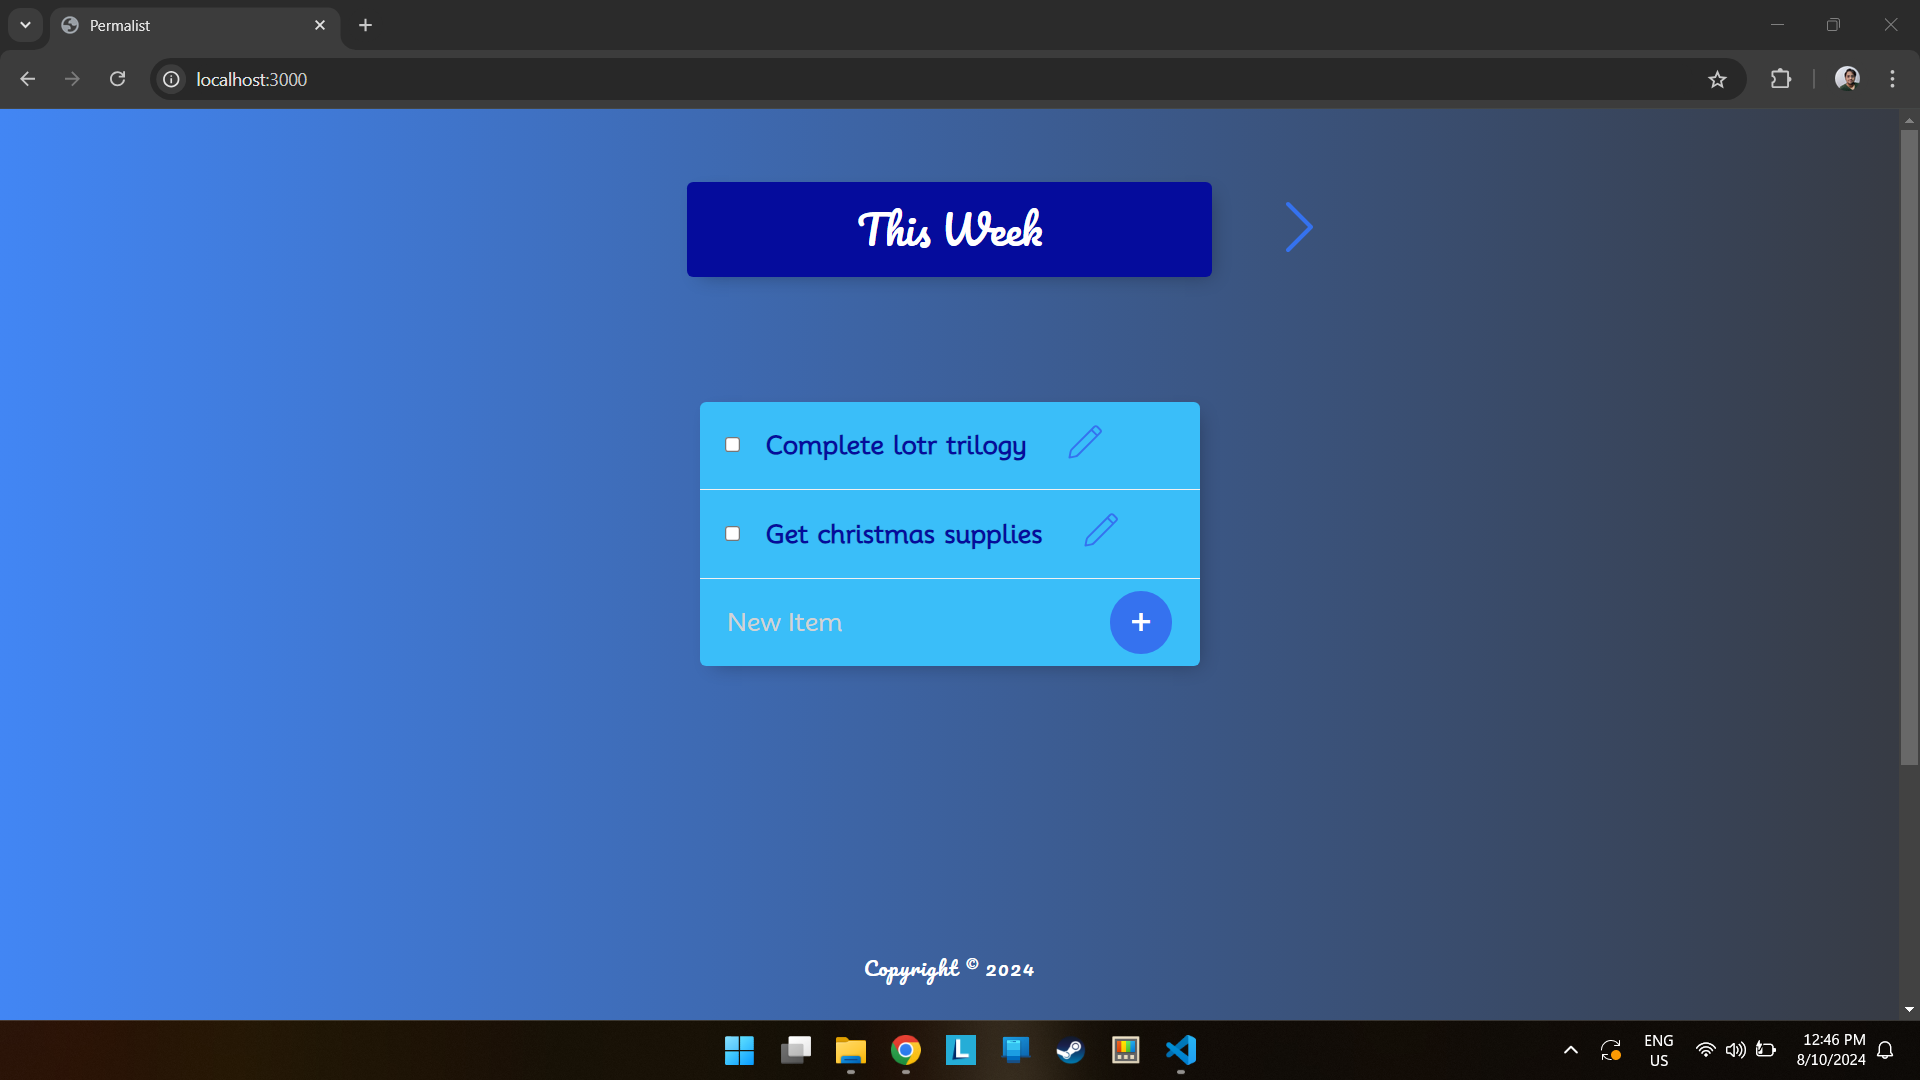 Permalist
localhost:3000
This Week
Complete lotr trilogy
Get christmas supplies
New Item
+
Copyright © 2024
L
ENG
US
12:46 PM
8/10/2024